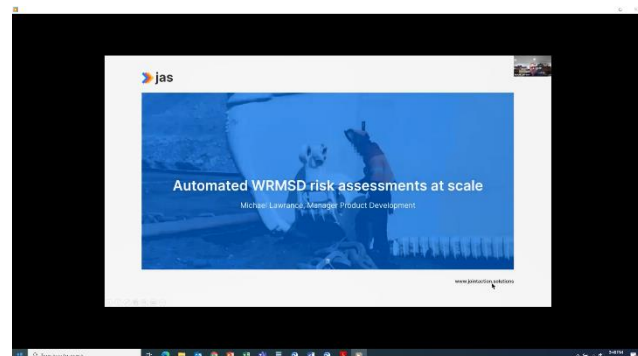 jas
Automated WRMSD risk assessments at scale
Michael Lawrance, Manager Product Development
www.jointaction.solutions